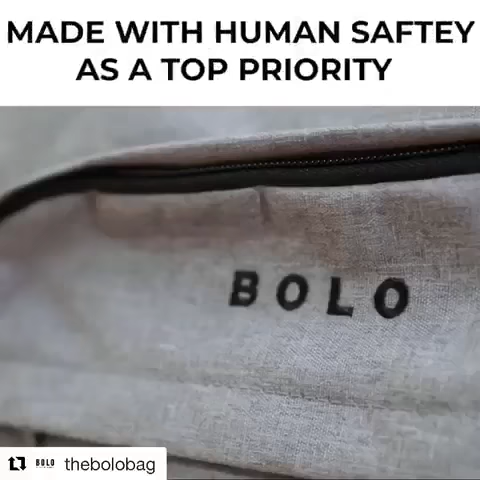 MADE WITH HUMAN SAFTEY
AS A TOP PRIORITY
BOLO
BOLO thebolobag